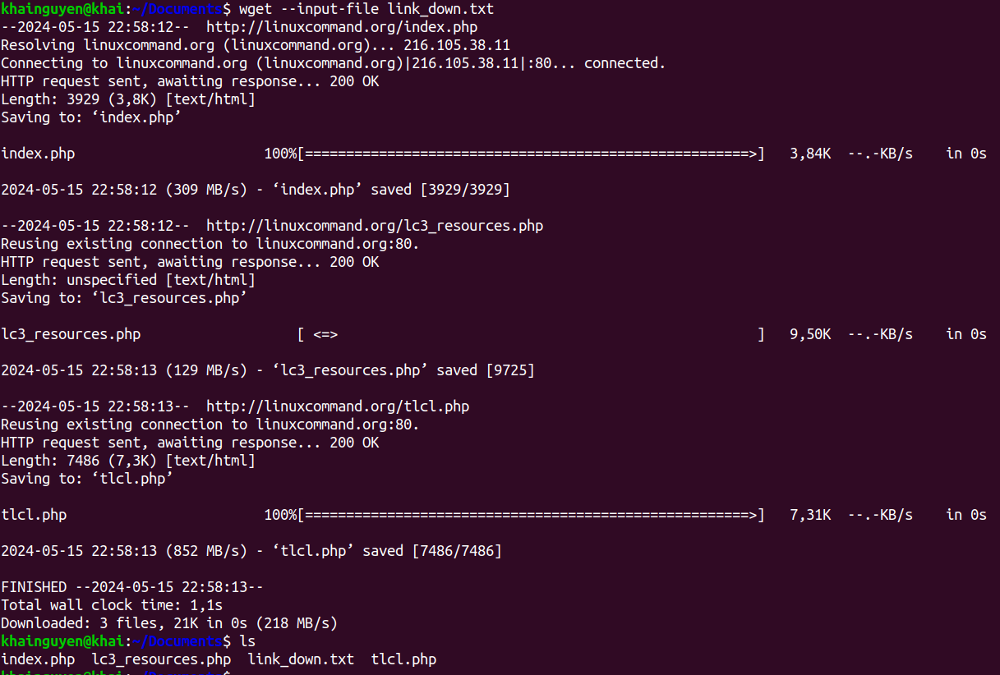 khainguyen@khai:~/Documents$ wget --input-file link_down.txt
--2024-05-15 22:58:12--  http://linuxcommand.org/index.php
Resolving linuxcommand.org (linuxcommand.org)... 216.105.38.11
Connecting to linuxcommand.org (linuxcommand.org)|216.105.38.11|:80... connected.
HTTP request sent, awaiting response... 200 OK
Length: 3929 (3,8K) [text/html]
Saving to: ‘index.php’
index.php                       100%[======================================================>]   3,84K  --.-KB/s    in 0s
2024-05-15 22:58:12 (309 MB/s) - ‘index.php’ saved [3929/3929]
--2024-05-15 22:58:12--  http://linuxcommand.org/lc3_resources.php
Reusing existing connection to linuxcommand.org:80.
HTTP request sent, awaiting response... 200 OK
Length: unspecified [text/html]
Saving to: ‘lc3_resources.php’
lc3_resources.php                   [ <=>                                                   ]   9,50K  --.-KB/s    in 0s
2024-05-15 22:58:13 (129 MB/s) - ‘lc3_resources.php’ saved [9725]
--2024-05-15 22:58:13--  http://linuxcommand.org/tlcl.php
Reusing existing connection to linuxcommand.org:80.
HTTP request sent, awaiting response... 200 OK
Length: 7486 (7,3K) [text/html]
Saving to: ‘tlcl.php’
tlcl.php                        100%[======================================================>]   7,31K  --.-KB/s    in 0s
2024-05-15 22:58:13 (852 MB/s) - ‘tlcl.php’ saved [7486/7486]
FINISHED --2024-05-15 22:58:13--
Total wall clock time: 1,1s
Downloaded: 3 files, 21K in 0s (218 MB/s)
khainguyen@khai:~/Documents$ ls
index.php  lc3_resources.php  link_down.txt  tlcl.php